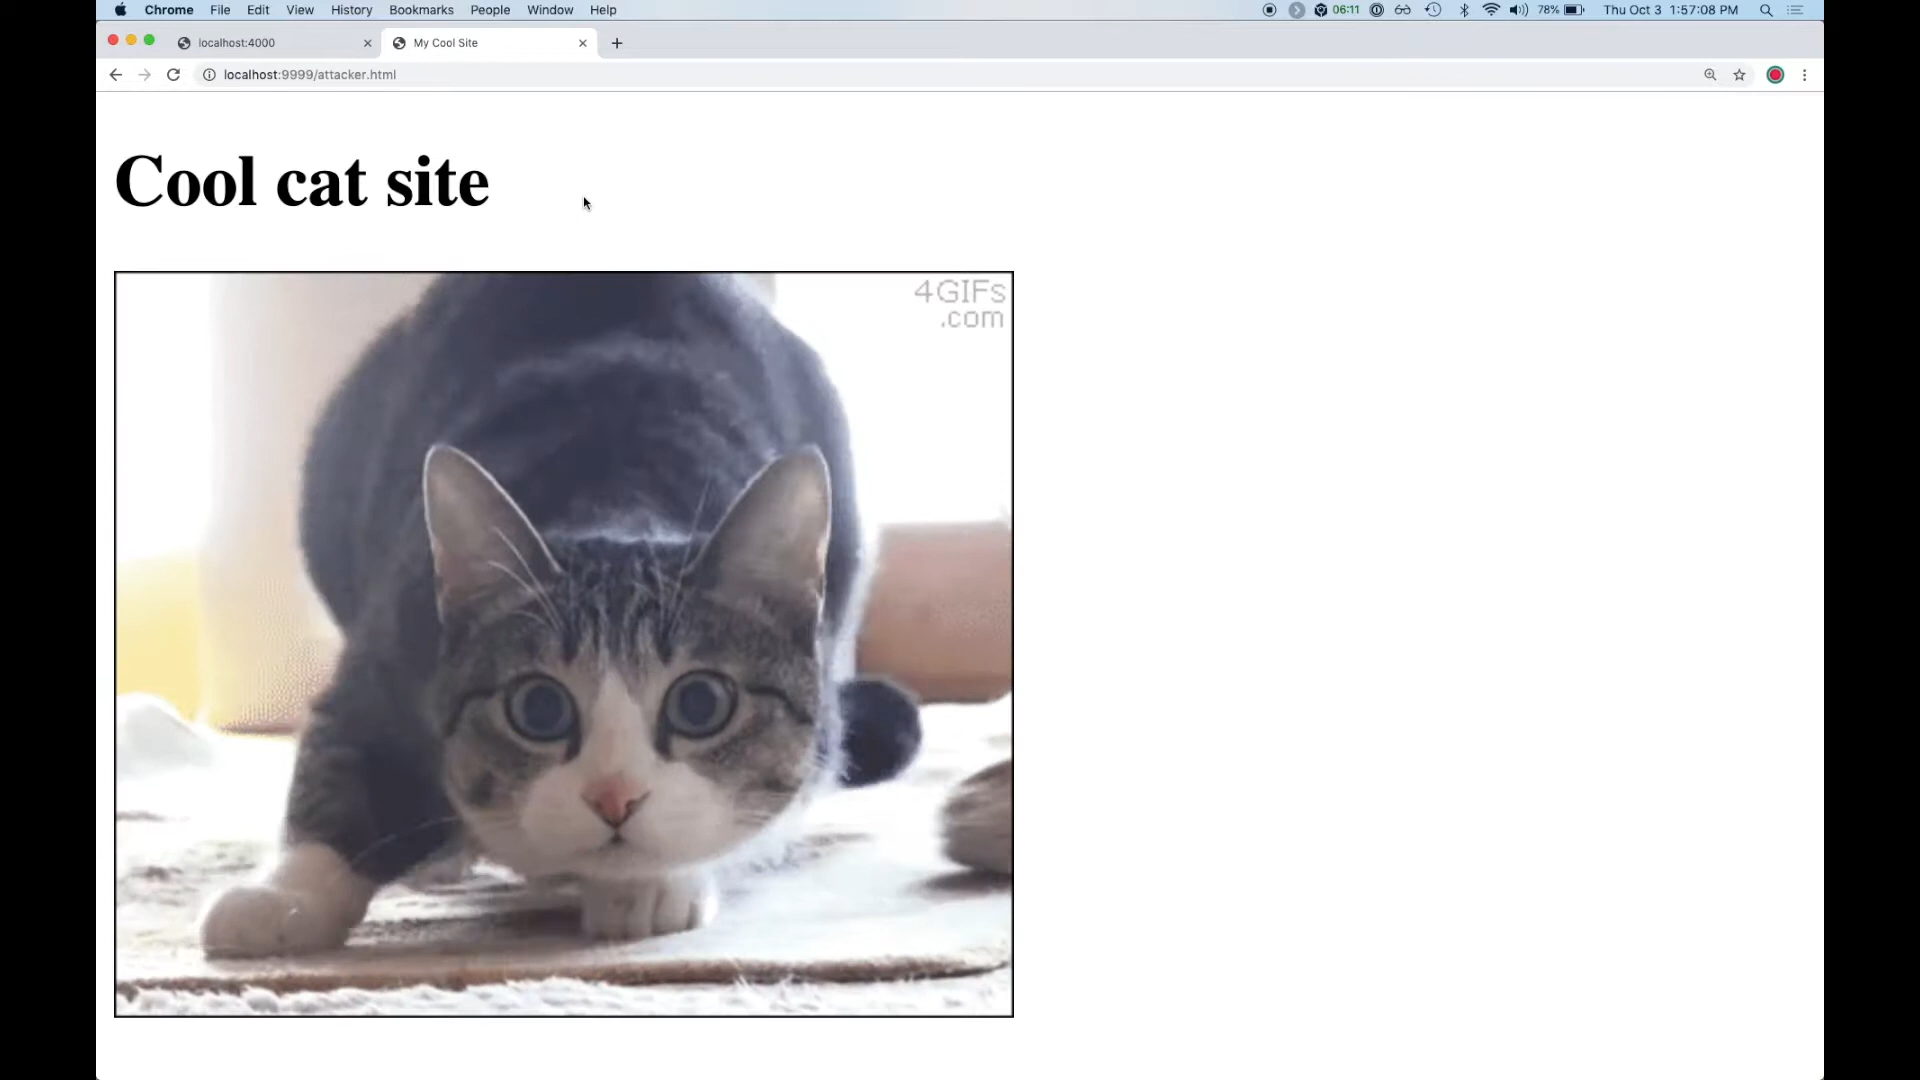 Chrome File Edit View History Bookmarks People Window Help 06:11 78% Thu Oct 3 1:57:08 PM
localhost:4000 My Cool Site
localhost:9999/attacker.html
Cool cat site
4GIFs
.com